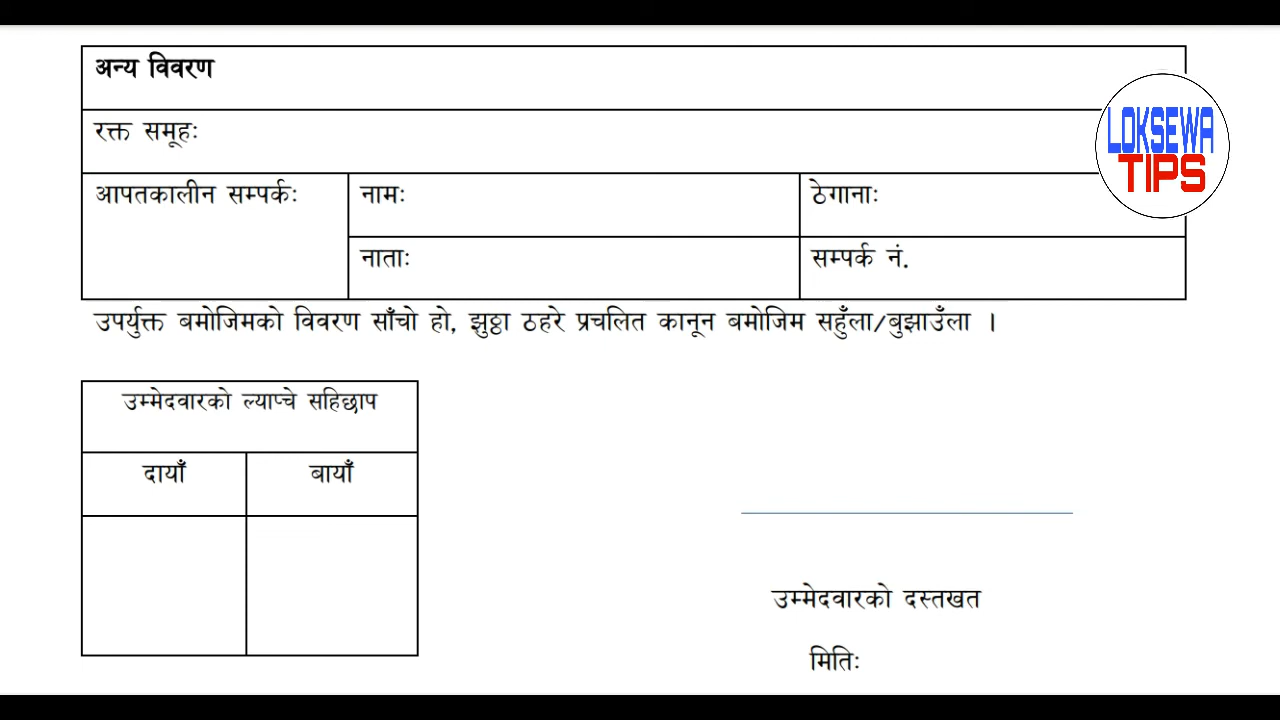 अन्य विवरण
रक्त समूहः
आपतकालीन सम्पर्कः नामः ठेगानाः
नाताः सम्पर्क नं.
उपर्युक्त बमोजिमको विवरण साँचो हो, झुठ्ठा ठहरे प्रचलित कानून बमोजिम सहुँला/बुझाउँला ।
उम्मेदवारको ल्याप्चे सहिछाप
दायाँ बायाँ
उम्मेदवारको दस्तखत
मितिः
LOKSEWA
TIPS